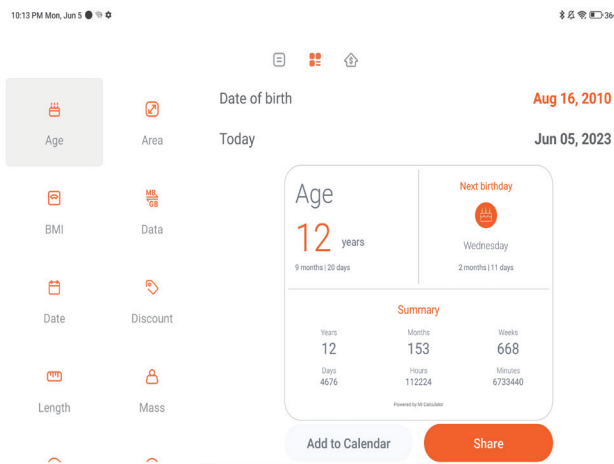 10:13 PM Mon, Jun 5
36
Date of birth Aug 16, 2010
Today Jun 05, 2023
Age Area
BMI Data
MB
GB
Date Discount
Length Mass
Age
12 years
9 months | 20 days
Next birthday
Wednesday
2 months | 11 days
Summary
Years Months Weeks
12 153 668
Days Hours Minutes
4676 112224 6733440
Powered by Mi Calculator
Add to Calendar Share